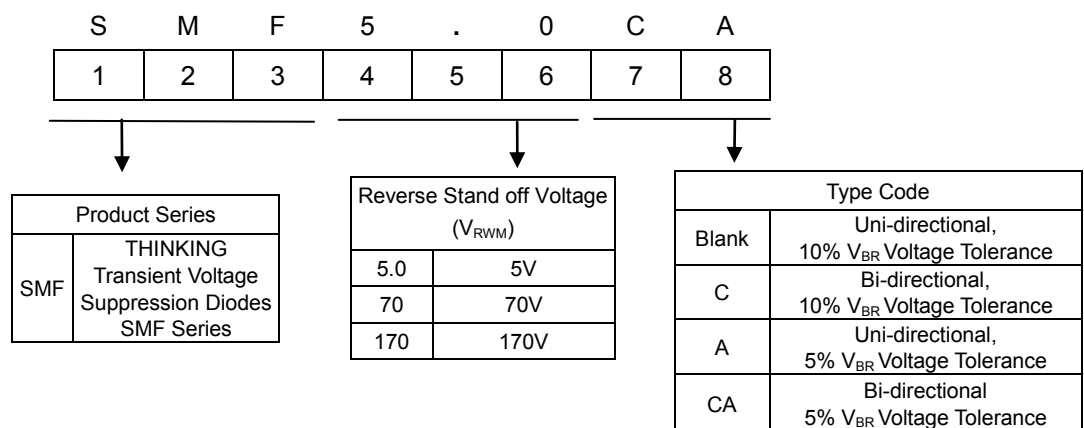 S M F 5 . 0 C A
1 2 3 4 5 6 7 8
Product Series
SMF
THINKING
Transient Voltage
Suppression Diodes
SMF Series
Reverse Stand off Voltage
(VRWM)
5.0 5V
70 70V
170 170V
Type Code
Blank
Uni-directional,
10% VBR Voltage Tolerance
C
Bi-directional,
10% VBR Voltage Tolerance
A
Uni-directional,
5% VBR Voltage Tolerance
CA
Bi-directional
5% VBR Voltage Tolerance